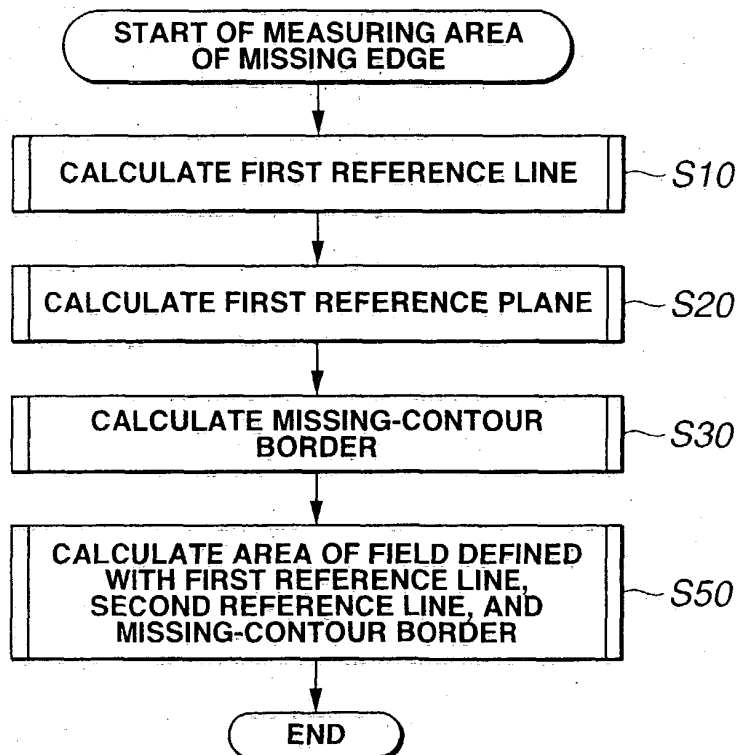 START OF MEASURING AREA
OF MISSING EDGE
CALCULATE FIRST REFERENCE LINE
S10
CALCULATE FIRST REFERENCE PLANE
S20
CALCULATE MISSING-CONTOUR
BORDER
S30
CALCULATE AREA OF FIELD DEFINED
WITH FIRST REFERENCE LINE,
SECOND REFERENCE LINE, AND
MISSING-CONTOUR BORDER
S50
END